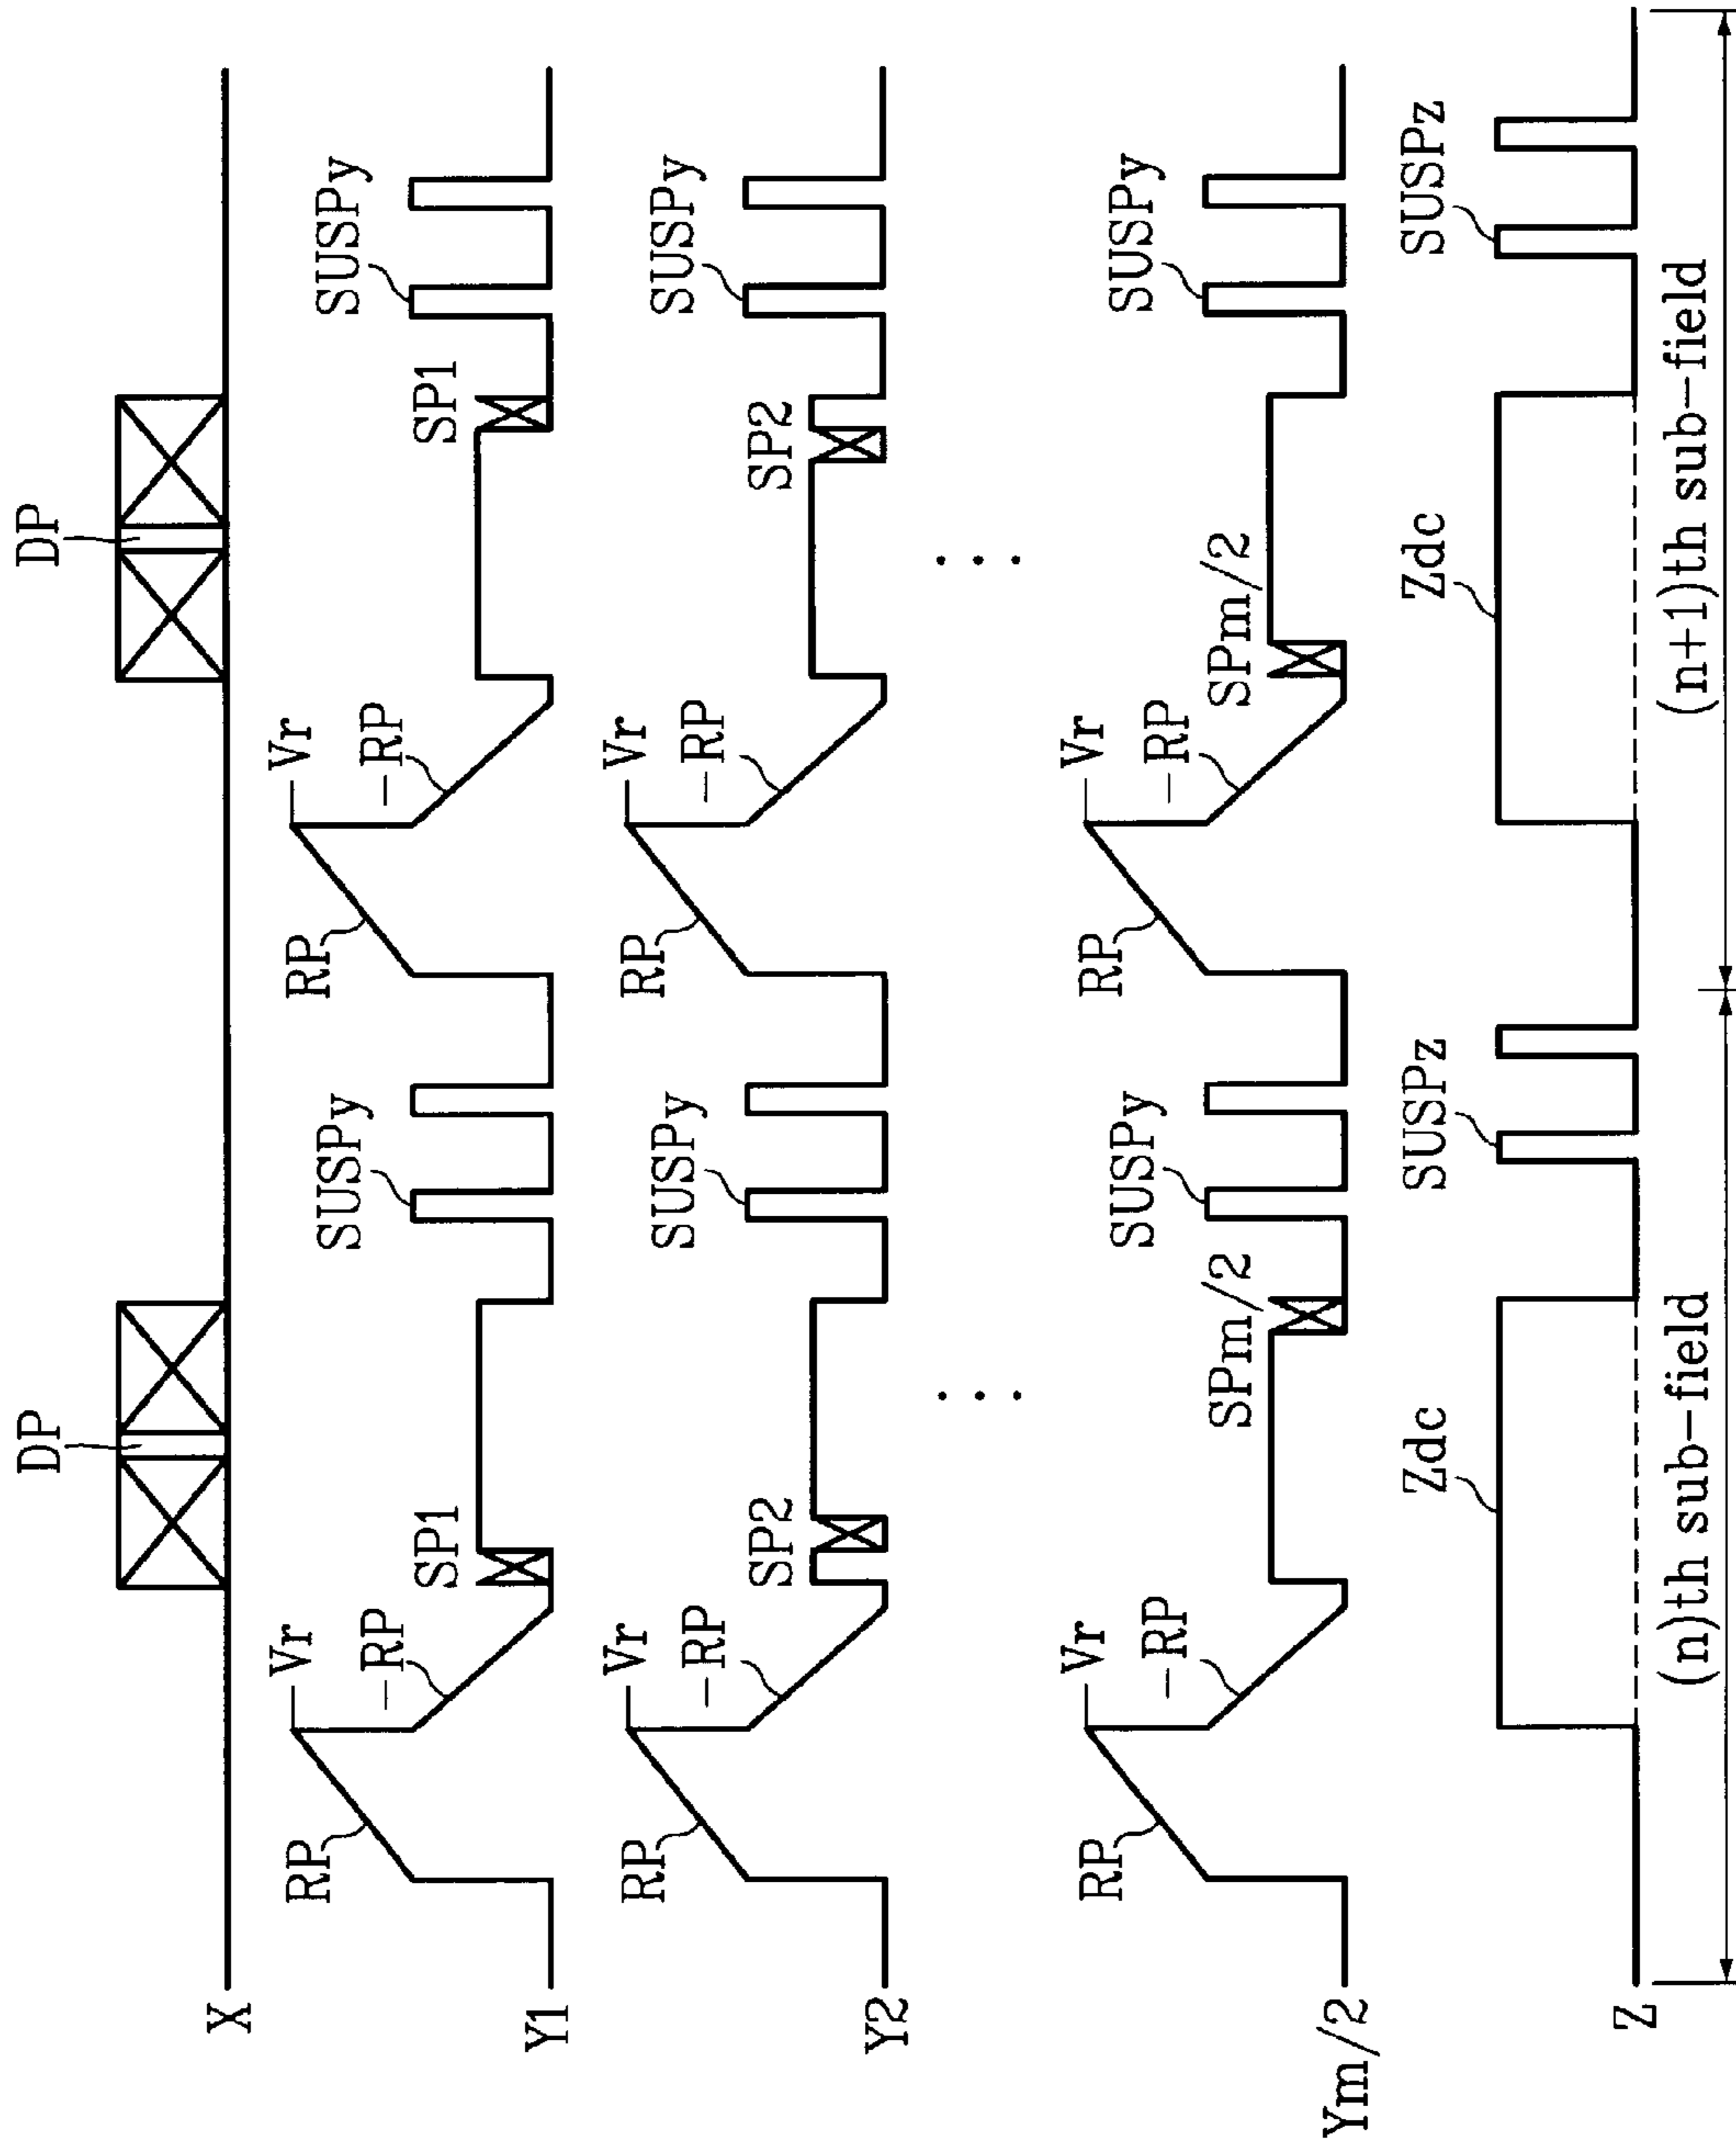 X
DP
DP
Y1
RP
Vr
-RP
SP1
SUSPy
RP
Vr
-RP
SP1
SUSPy
Y2
RP
Vr
-RP
SP2
SUSPy
RP
Vr
-RP
SP2
SUSPy
...
...
Ym/2
RP
Vr
-RP
SPm/2
SUSPy
RP
Vr
-RP
SPm/2
SUSPy
Z
Zdc
SUSPz
Zdc
SUSPz
(n)th sub-field
(n+1)th sub-field